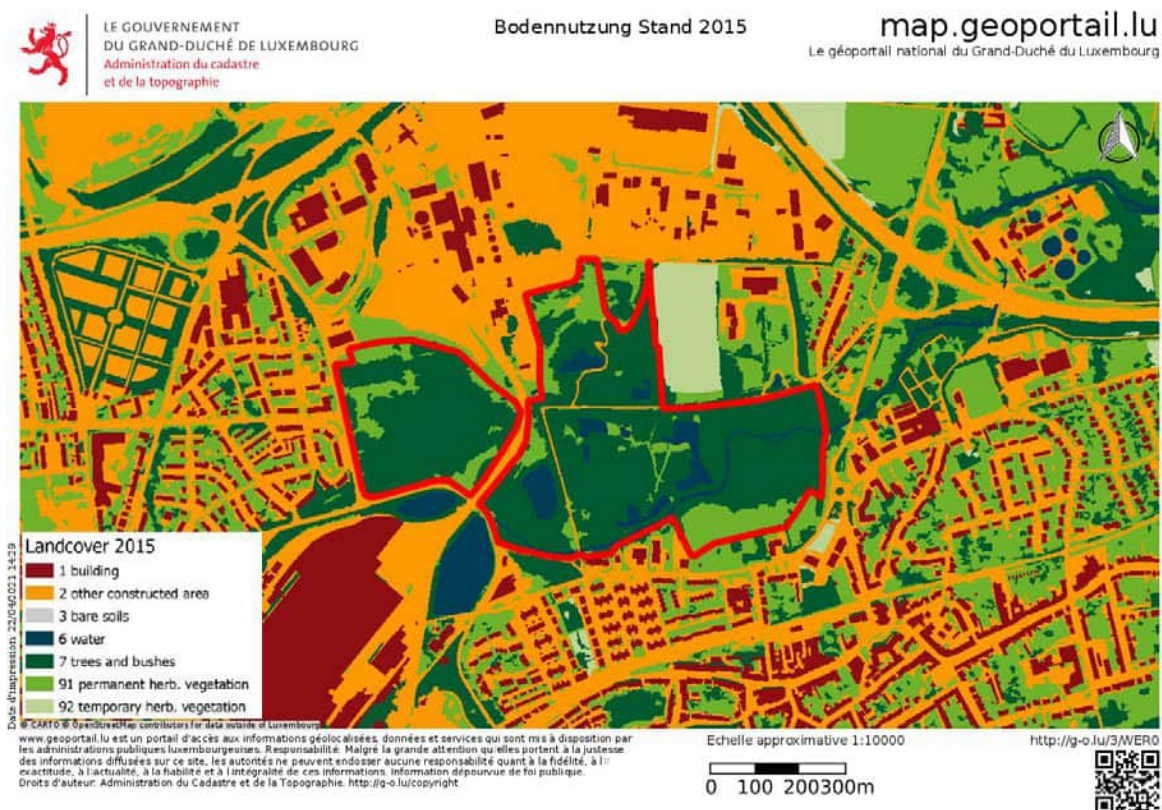 LE GOUVERNEMENT
DU GRAND-DUCHÉ DE LUXEMBOURG
Administration du cadastre
et de la topographie
Bodennutzung Stand 2015
map.geoportail.lu
Le géoportail national du Grand-Duché du Luxembourg
Date d'impression 22/04/2021 14:29
Landcover 2015
1 building
2 other constructed area
3 bare soils
6 water
7 trees and bushes
91 permanent herb. vegetation
92 temporary herb. vegetation
© CARTO © OpenStreetMap contributors for data outside of Luxembourg
www.geoportail.lu est un portail d'accès aux informations géolocalisées, données et services qui sont mis à disposition par
les administrations publiques luxembourgeoises. Responsabilité: Malgré la grande attention qu'elles portent à la justesse
des informations diffusées sur ce site, les autorités ne peuvent endosser aucune responsabilité quant à la fidélité, à l'
exactitude, à l'actualité, à la fiabilité et à l'intégralité de ces informations. Information dépourvue de foi publique.
Droits d'auteur: Administration du Cadastre et de la Topographie. http://g-o.lu/copyright
Echelle approximative 1:10000
0 100 200300m
http://g-o.lu/3/WER0